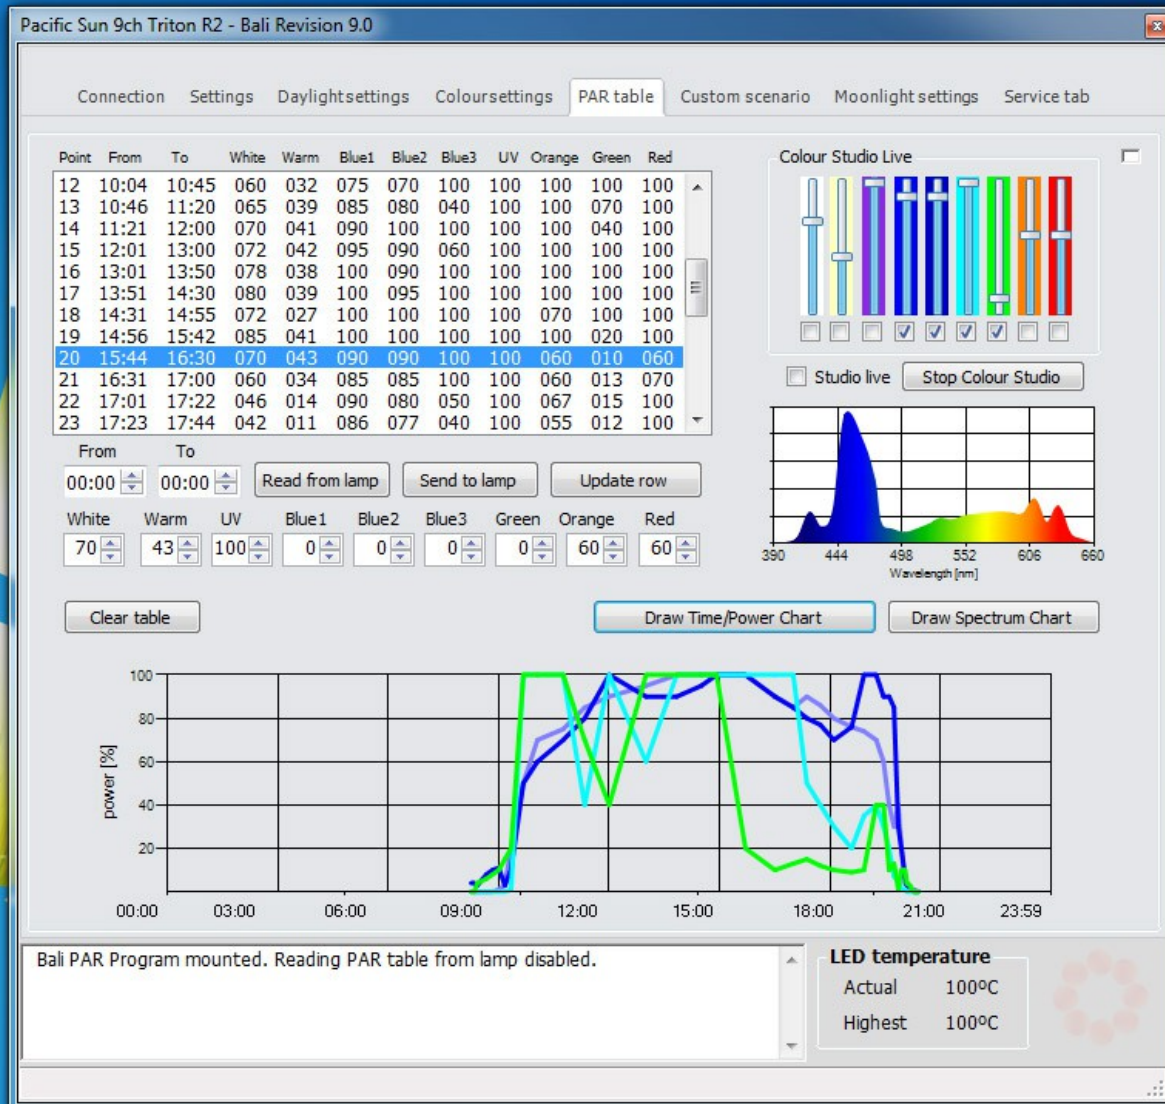 Pacific Sun 9ch Triton R2 - Bali Revision 9.0
Connection Settings Daylightsettings Coloursettings PAR table Custom scenario Moonlight settings Service tab
Point From To White Warm Blue1 Blue2 Blue3 UV Orange Green Red
12 10:04 10:45 060 032 075 070 100 100 100 100 100
13 10:46 11:20 065 039 085 080 040 100 100 070 100
14 11:21 12:00 070 041 090 100 100 100 100 040 100
15 12:01 13:00 072 042 095 090 060 100 100 100 100
16 13:01 13:50 078 038 100 090 100 100 100 100 100
17 13:51 14:30 080 039 100 095 100 100 100 100 100
18 14:31 14:55 072 027 100 100 100 100 070 100 100
19 14:56 15:42 085 041 100 100 100 100 100 020 100
20 15:44 16:30 070 043 090 090 100 100 060 010 060
21 16:31 17:00 060 034 085 085 100 100 060 013 070
22 17:01 17:22 046 014 090 080 050 100 067 015 100
23 17:23 17:44 042 011 086 077 040 100 055 012 100
Colour Studio Live
Studio live Stop Colour Studio
From To
00:00 00:00 Read from lamp Send to lamp Update row
White Warm UV Blue1 Blue2 Blue3 Green Orange Red
70 43 100 0 0 0 0 60 60
390 444 498 552 606 660
Wavelength [nm]
Clear table Draw Time/Power Chart Draw Spectrum Chart
power [%]
100
80
60
40
20
00:00 03:00 06:00 09:00 12:00 15:00 18:00 21:00 23:59
Bali PAR Program mounted. Reading PAR table from lamp disabled.
LED temperature
Actual 100ºC
Highest 100ºC